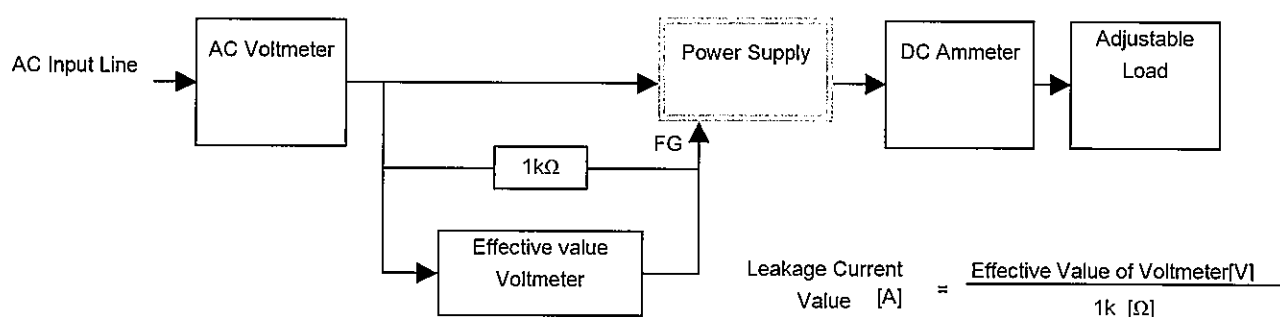 AC Input Line
AC Voltmeter
Power Supply
DC Ammeter
Adjustable
Load
FG
1kΩ
Effective value
Voltmeter
Leakage Current
Value [A]
=
Effective Value of Voltmeter[V]
1k [Ω]